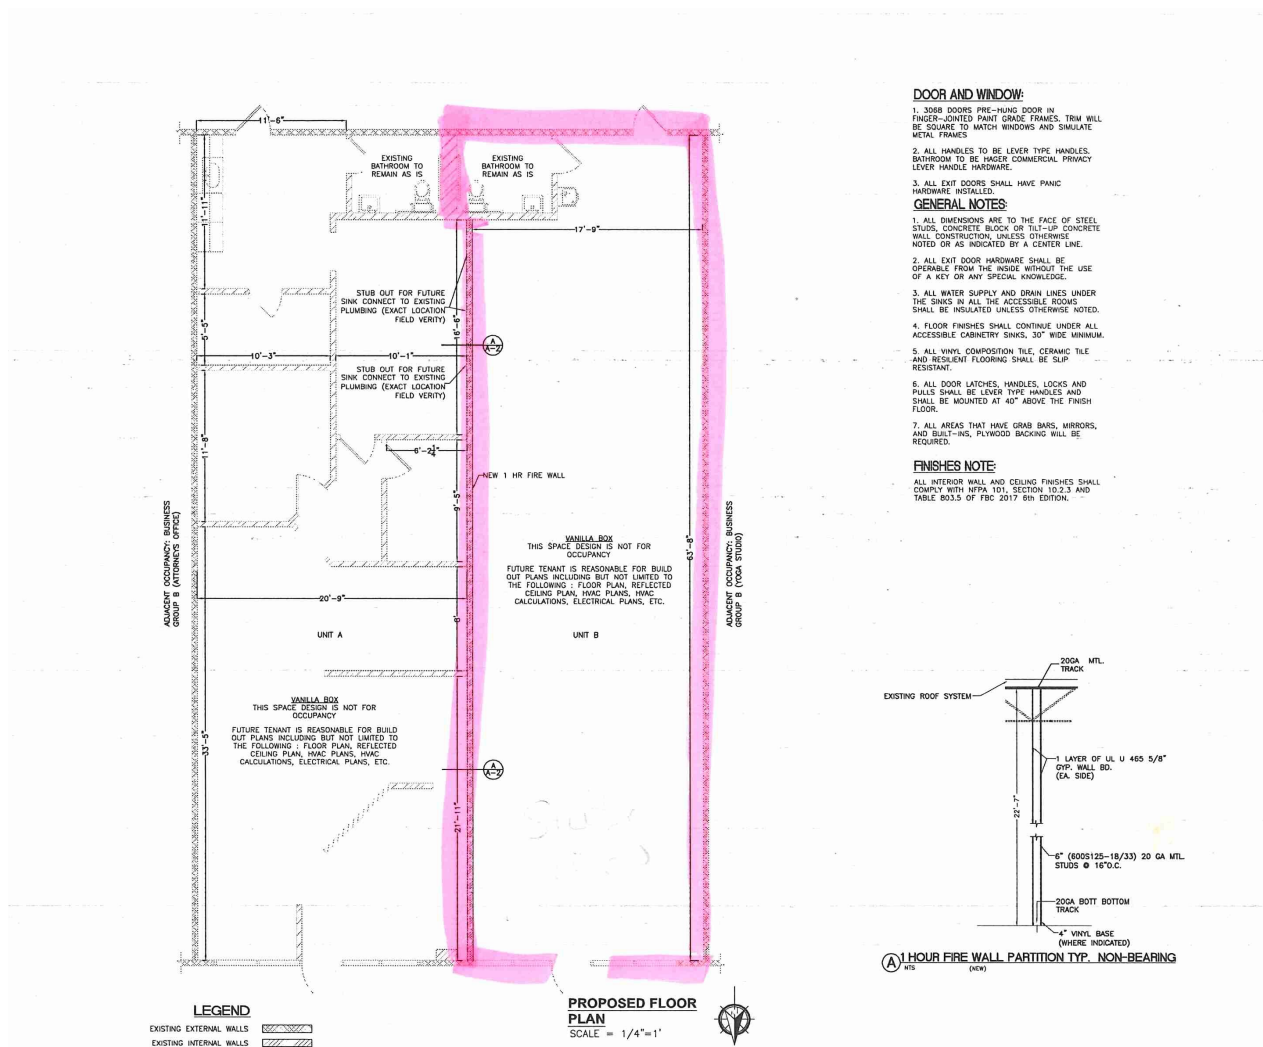 11'-6"
EXISTING
BATHROOM TO
REMAIN AS IS
EXISTING
BATHROOM TO
REMAIN AS IS
11'-11"
17'-9"
STUB OUT FOR FUTURE
SINK CONNECT TO EXISTING
PLUMBING (EXACT LOCATION
FIELD VERITY)
16'-6"
5'-5"
A
A-2
10'-3"
10'-1"
STUB OUT FOR FUTURE
SINK CONNECT TO EXISTING
PLUMBING (EXACT LOCATION
FIELD VERITY)
11'-8"
6'-2¼"
NEW 1 HR FIRE WALL
9'-5"
ADJACENT OCCUPANCY: BUSINESS
GROUP B (ATTORNEYS OFFICE)
VANILLA BOX
THIS SPACE DESIGN IS NOT FOR
OCCUPANCY
FUTURE TENANT IS REASONABLE FOR BUILD
OUT PLANS INCLUDING BUT NOT LIMITED TO
THE FOLLOWING : FLOOR PLAN, REFLECTED
CEILING PLAN, HVAC PLANS, HVAC
CALCULATIONS, ELECTRICAL PLANS, ETC.
63'-8"
ADJACENT OCCUPANCY: BUSINESS
GROUP B (YOGA STUDIO)
20'-9"
8'
UNIT A
UNIT B
VANILLA BOX
THIS SPACE DESIGN IS NOT FOR
OCCUPANCY
FUTURE TENANT IS REASONABLE FOR BUILD
OUT PLANS INCLUDING BUT NOT LIMITED TO
THE FOLLOWING : FLOOR PLAN, REFLECTED
CEILING PLAN, HVAC PLANS, HVAC
CALCULATIONS, ELECTRICAL PLANS, ETC.
33'-5"
A
A-2
21'-11"
LEGEND
EXISTING EXTERNAL WALLS
EXISTING INTERNAL WALLS
PROPOSED FLOOR
PLAN
SCALE = 1/4"=1'
DOOR AND WINDOW:
1. 3068 DOORS PRE-HUNG DOOR IN
FINGER-JOINTED PAINT GRADE FRAMES. TRIM WILL
BE SQUARE TO MATCH WINDOWS AND SIMULATE
METAL FRAMES
2. ALL HANDLES TO BE LEVER TYPE HANDLES.
BATHROOM TO BE HAGER COMMERCIAL PRIVACY
LEVER HANDLE HARDWARE.
3. ALL EXIT DOORS SHALL HAVE PANIC
HARDWARE INSTALLED.
GENERAL NOTES:
1. ALL DIMENSIONS ARE TO THE FACE OF STEEL
STUDS, CONCRETE BLOCK OR TILT-UP CONCRETE
WALL CONSTRUCTION, UNLESS OTHERWISE
NOTED OR AS INDICATED BY A CENTER LINE.
2. ALL EXIT DOOR HARDWARE SHALL BE
OPERABLE FROM THE INSIDE WITHOUT THE USE
OF A KEY OR ANY SPECIAL KNOWLEDGE.
3. ALL WATER SUPPLY AND DRAIN LINES UNDER
THE SINKS IN ALL THE ACCESSIBLE ROOMS
SHALL BE INSULATED UNLESS OTHERWISE NOTED.
4. FLOOR FINISHES SHALL CONTINUE UNDER ALL
ACCESSIBLE CABINETRY SINKS, 30" WIDE MINIMUM.
5. ALL VINYL COMPOSITION TILE, CERAMIC TILE
AND RESILIENT FLOORING SHALL BE SLIP
RESISTANT.
6. ALL DOOR LATCHES, HANDLES, LOCKS AND
PULLS SHALL BE LEVER TYPE HANDLES AND
SHALL BE MOUNTED AT 40" ABOVE THE FINISH
FLOOR.
7. ALL AREAS THAT HAVE GRAB BARS, MIRRORS,
AND BUILT-INS, PLYWOOD BACKING WILL BE
REQUIRED.
FINISHES NOTE:
ALL INTERIOR WALL AND CEILING FINISHES SHALL
COMPLY WITH NFPA 101, SECTION 10.2.3 AND
TABLE 803.5 OF FBC 2017 6th EDITION.
20GA MTL.
TRACK
EXISTING ROOF SYSTEM
1 LAYER OF UL U 465 5/8"
GYP. WALL BD.
(EA. SIDE)
22'-7"
6" (600S125-18/33) 20 GA MTL.
STUDS @ 16"O.C.
20GA BOTT BOTTOM
TRACK
4" VINYL BASE
(WHERE INDICATED)
A 1 HOUR FIRE WALL PARTITION TYP. NON-BEARING
NTS (NEW)